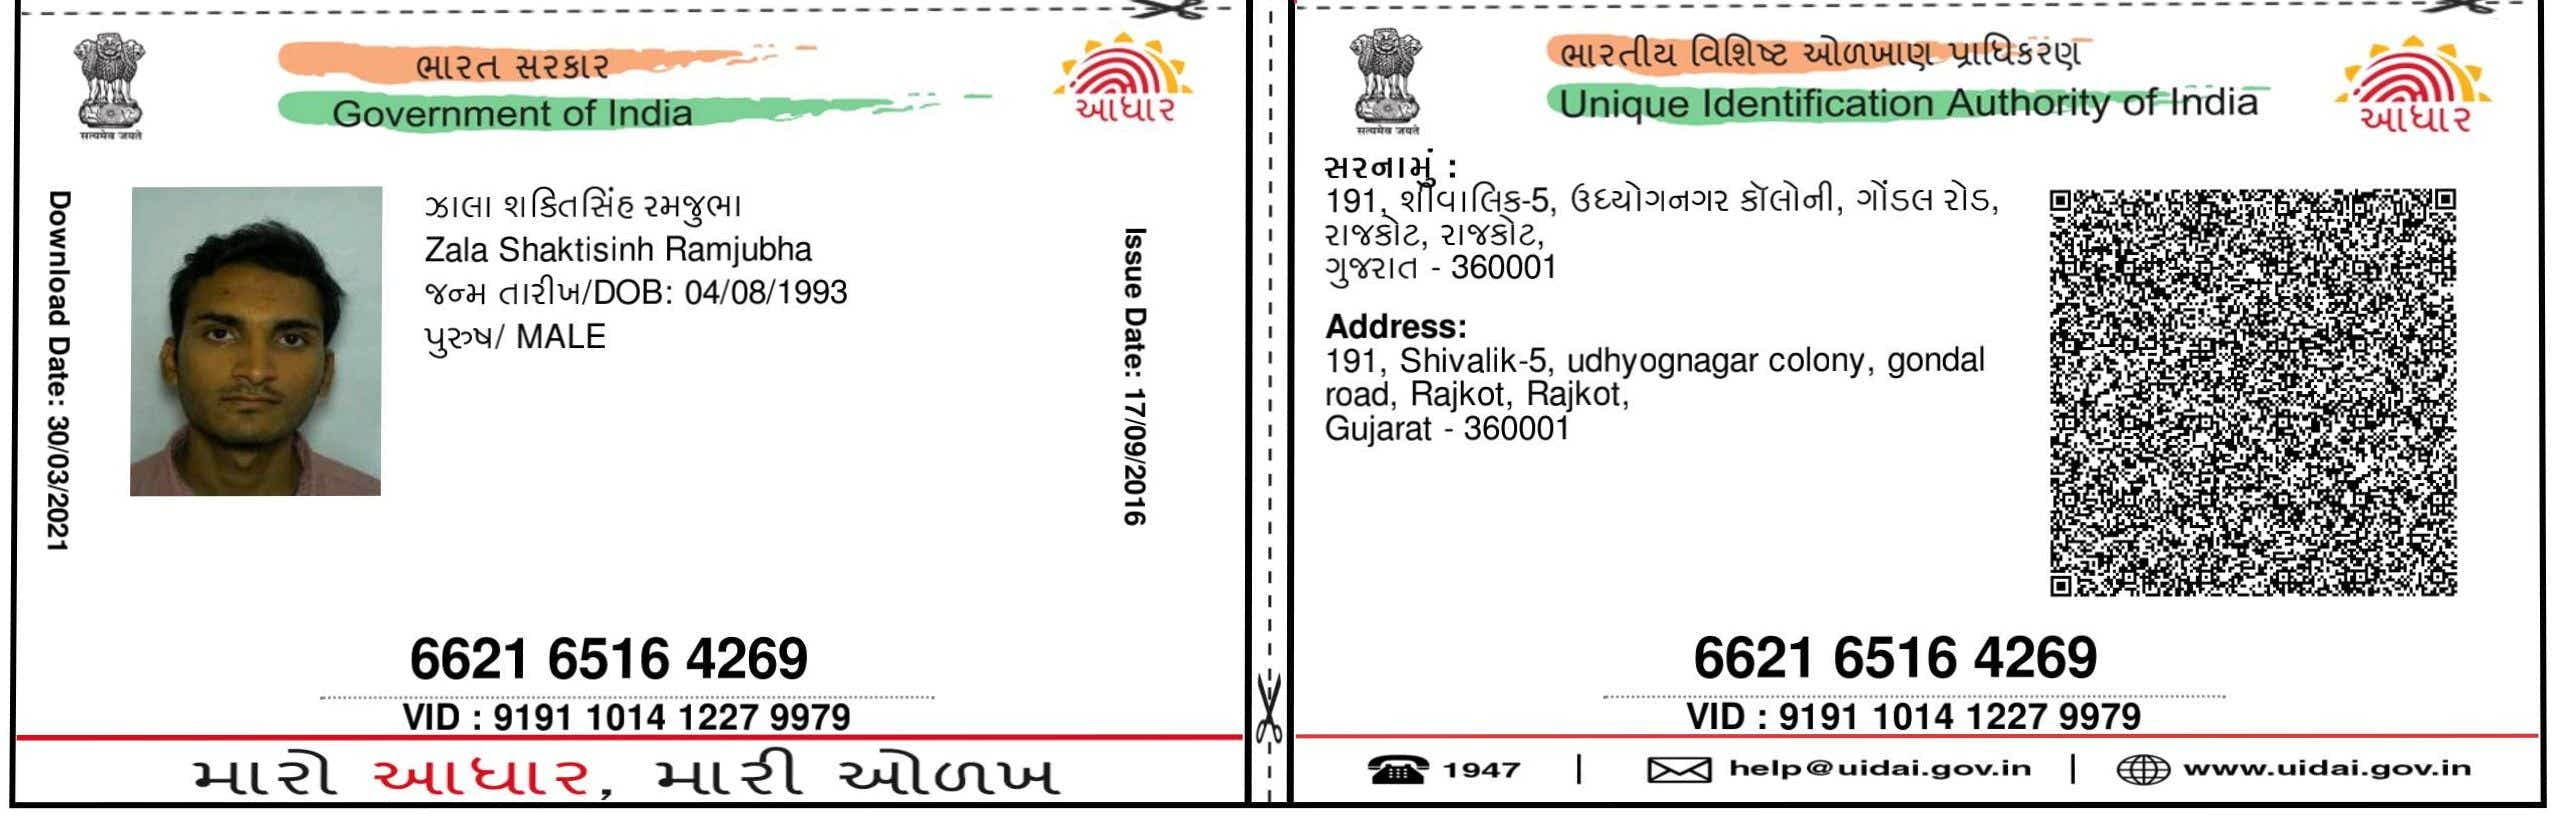 ભારત સરકાર
Government of India
सत्यमेव जयते
આધાર
Download Date: 30/03/2021
ઝાલા શક્તિસિંહ રમજુભા
Zala Shaktisinh Ramjubha
જન્મ તારીખ/DOB: 04/08/1993
પુરુષ/ MALE
Issue Date: 17/09/2016
6621 6516 4269
VID : 9191 1014 1227 9979
મારો આધાર, મારી ઓળખ
ભારતીય વિશિષ્ટ ઓળખાણ પ્રાધિકરણ
Unique Identification Authority of India
सत्यमेव जयते
આધાર
સરનામું :
191, શીવાલિક-5, ઉધ્યોગનગર કૉલોની, ગોંડલ રોડ,
રાજકોટ, રાજકોટ,
ગુજરાત - 360001
Address:
191, Shivalik-5, udhyognagar colony, gondal
road, Rajkot, Rajkot,
Gujarat - 360001
6621 6516 4269
VID : 9191 1014 1227 9979
1947 | help@uidai.gov.in | www.uidai.gov.in